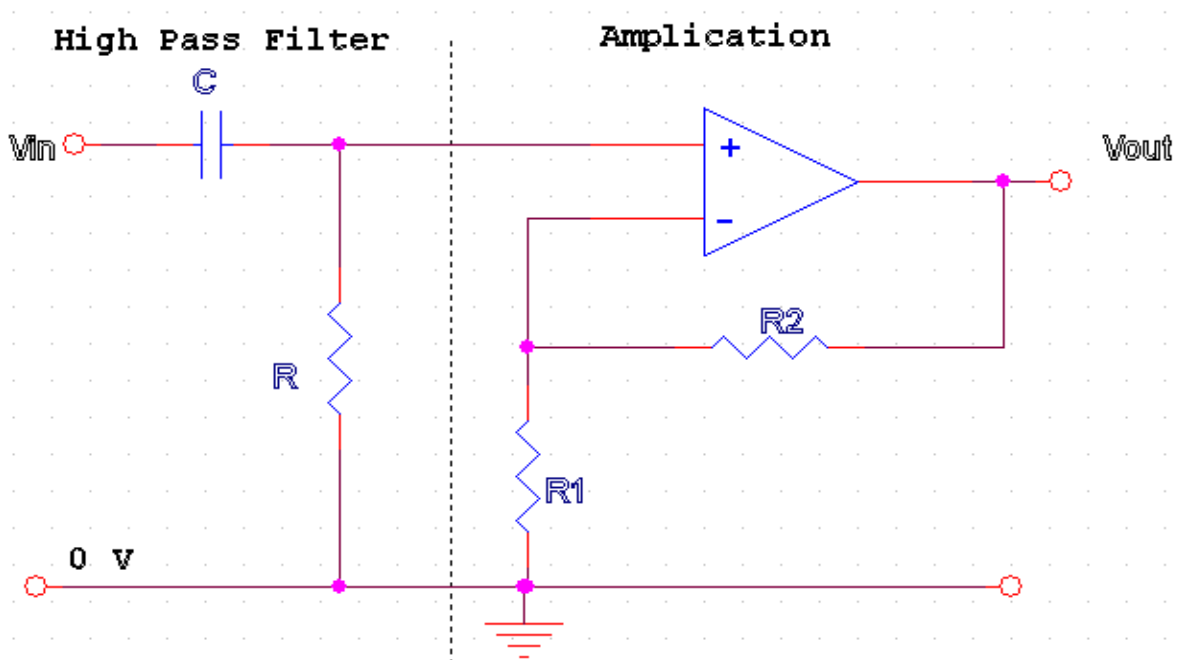 High Pass Filter
Amplication
C
Vin
+
Vout
-
R2
R
R1
0 V